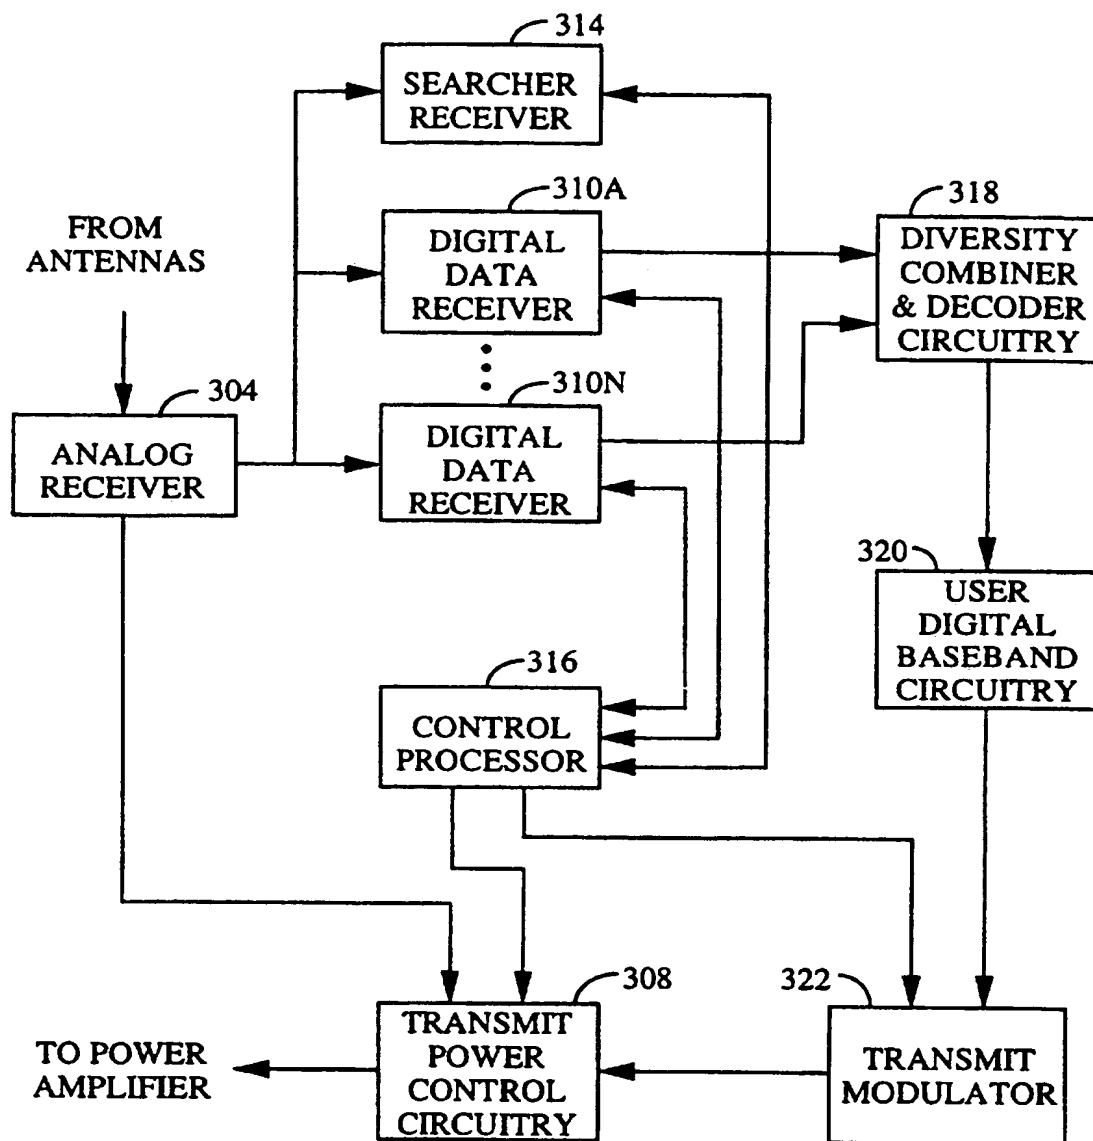 314
SEARCHER
RECEIVER
310A
DIGITAL
DATA
RECEIVER
318
DIVERSITY
COMBINER
& DECODER
CIRCUITRY
FROM
ANTENNAS
304
ANALOG
RECEIVER
310N
DIGITAL
DATA
RECEIVER
320
USER
DIGITAL
BASEBAND
CIRCUITRY
316
CONTROL
PROCESSOR
308
TRANSMIT
POWER
CONTROL
CIRCUITRY
322
TRANSMIT
MODULATOR
TO POWER
AMPLIFIER